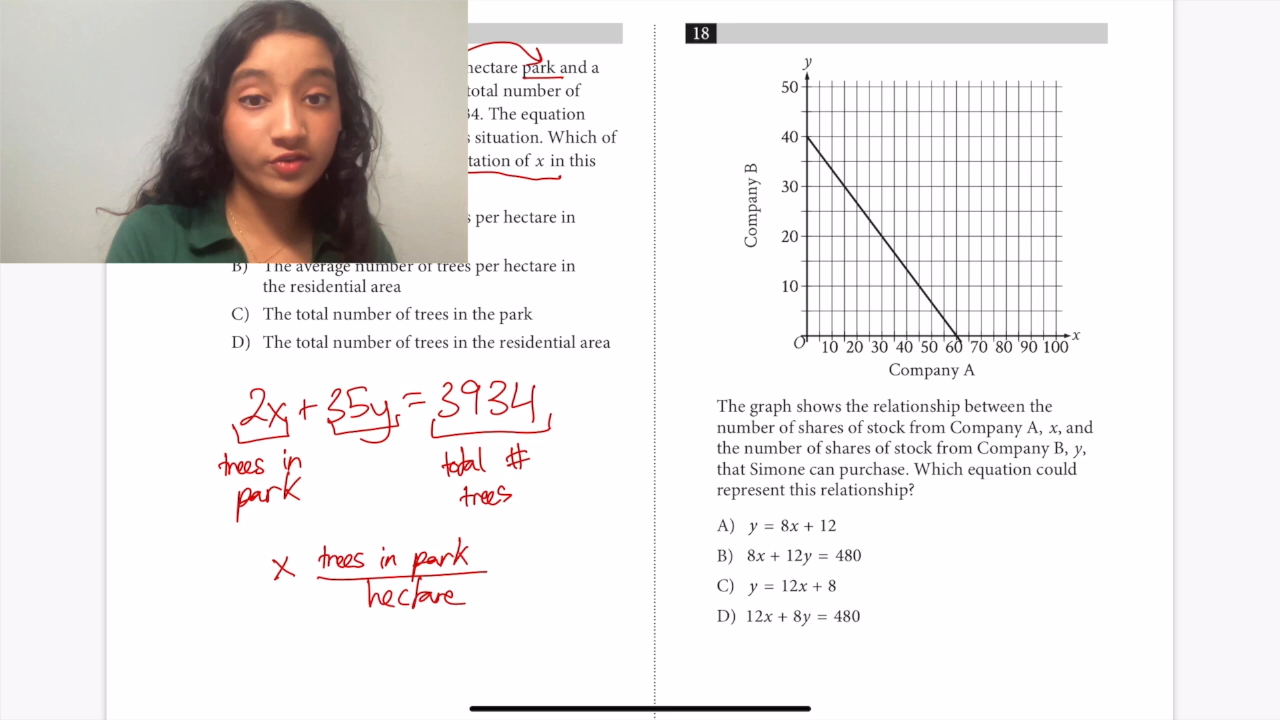 hectare park and a
total number of
34. The equation
s situation. Which of
tation of x in this
s per hectare in
B) The average number of trees per hectare in
the residential area
C) The total number of trees in the park
D) The total number of trees in the residential area
2x + 35y = 3934
trees in
park
total #
trees
x trees in park
hectare
18
y
50
40
30
20
10
Company B
O 10 20 30 40 50 60 70 80 90 100 x
Company A
The graph shows the relationship between the
number of shares of stock from Company A, x, and
the number of shares of stock from Company B, y,
that Simone can purchase. Which equation could
represent this relationship?
A) y = 8x + 12
B) 8x + 12y = 480
C) y = 12x + 8
D) 12x + 8y = 480